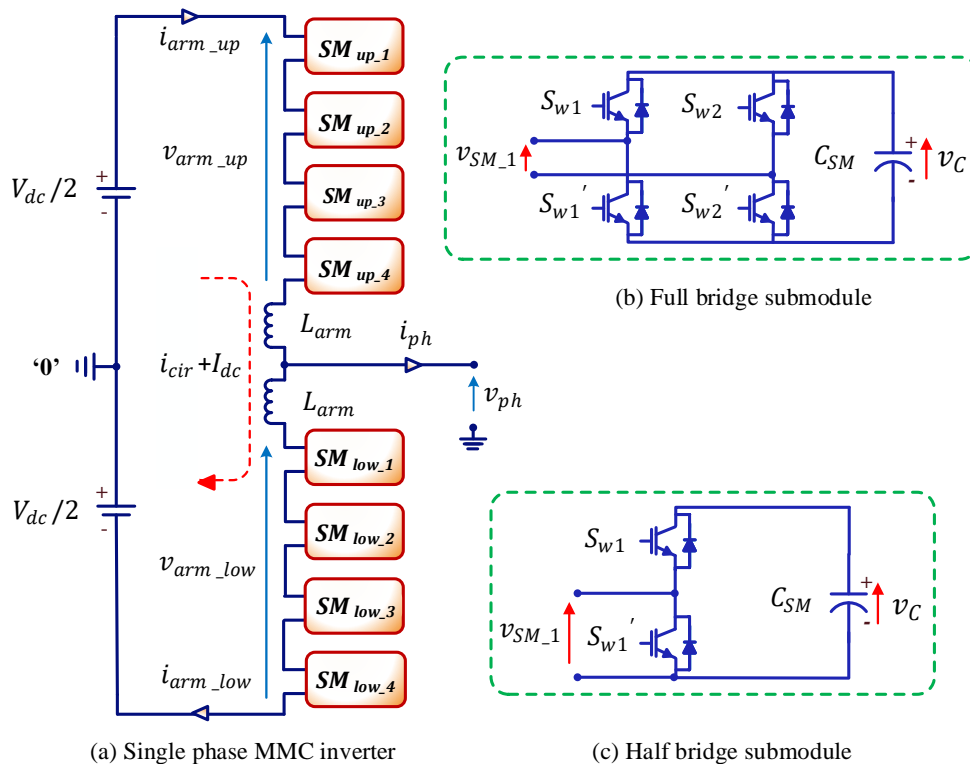 i_arm_up
SM up_1
SM up_2
v_arm_up
SM up_3
V_dc/2
+
-
SM up_4
L_arm
i_ph
‘0’
i_cir+I_dc
v_ph
L_arm
SM low_1
V_dc/2
+
-
SM low_2
v_arm_low
SM low_3
i_arm_low
SM low_4
(a) Single phase MMC inverter
S_w1
S_w2
v_SM_1
C_SM
+
-
v_C
S_w1′
S_w2′
(b) Full bridge submodule
S_w1
C_SM
+
-
v_C
v_SM_1
S_w1′
(c) Half bridge submodule